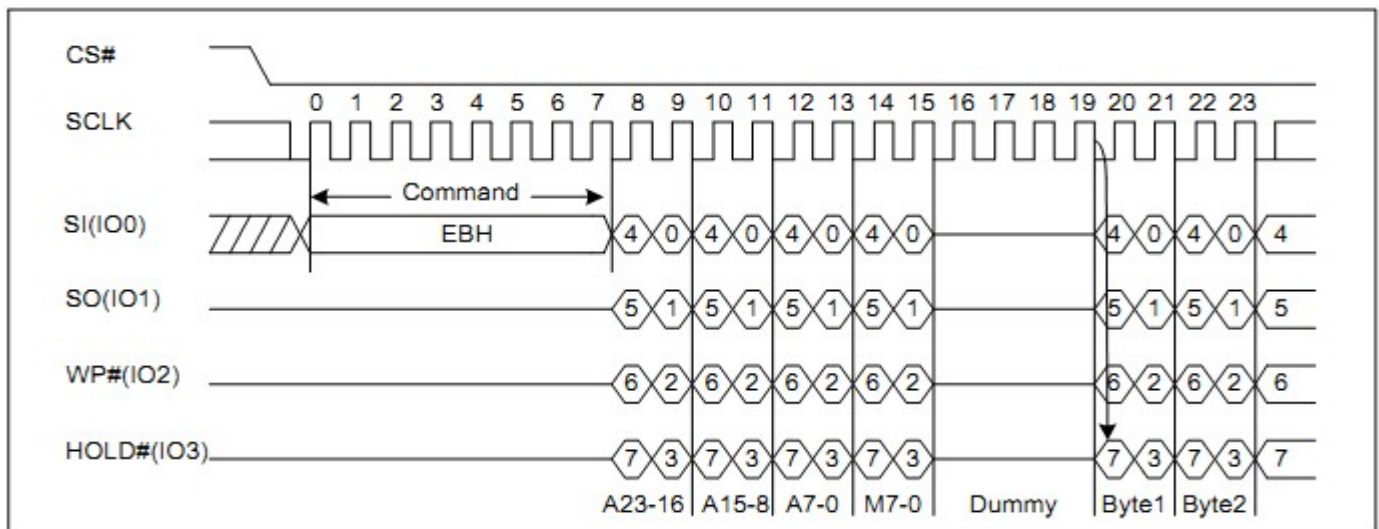 CS#
0 1 2 3 4 5 6 7 8 9 10 11 12 13 14 15 16 17 18 19 20 21 22 23
SCLK
Command
SI(IO0) EBH 4 0 4 0 4 0 4 0 4 0 4 0 4
SO(IO1) 5 1 5 1 5 1 5 1 5 1 5 1 5
WP#(IO2) 6 2 6 2 6 2 6 2 6 2 6 2 6
HOLD#(IO3) 7 3 7 3 7 3 7 3 7 3 7 3 7
A23-16 A15-8 A7-0 M7-0 Dummy Byte1 Byte2